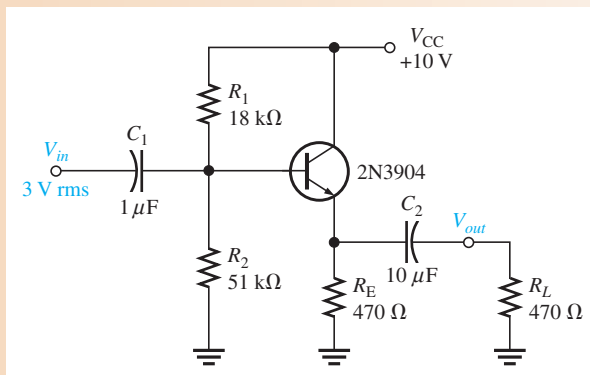 V_CC
+10 V
R_1
18 kΩ
C_1
V_in
3 V rms
1 μF
2N3904
C_2
V_out
R_2
51 kΩ
R_E
470 Ω
10 μF
R_L
470 Ω